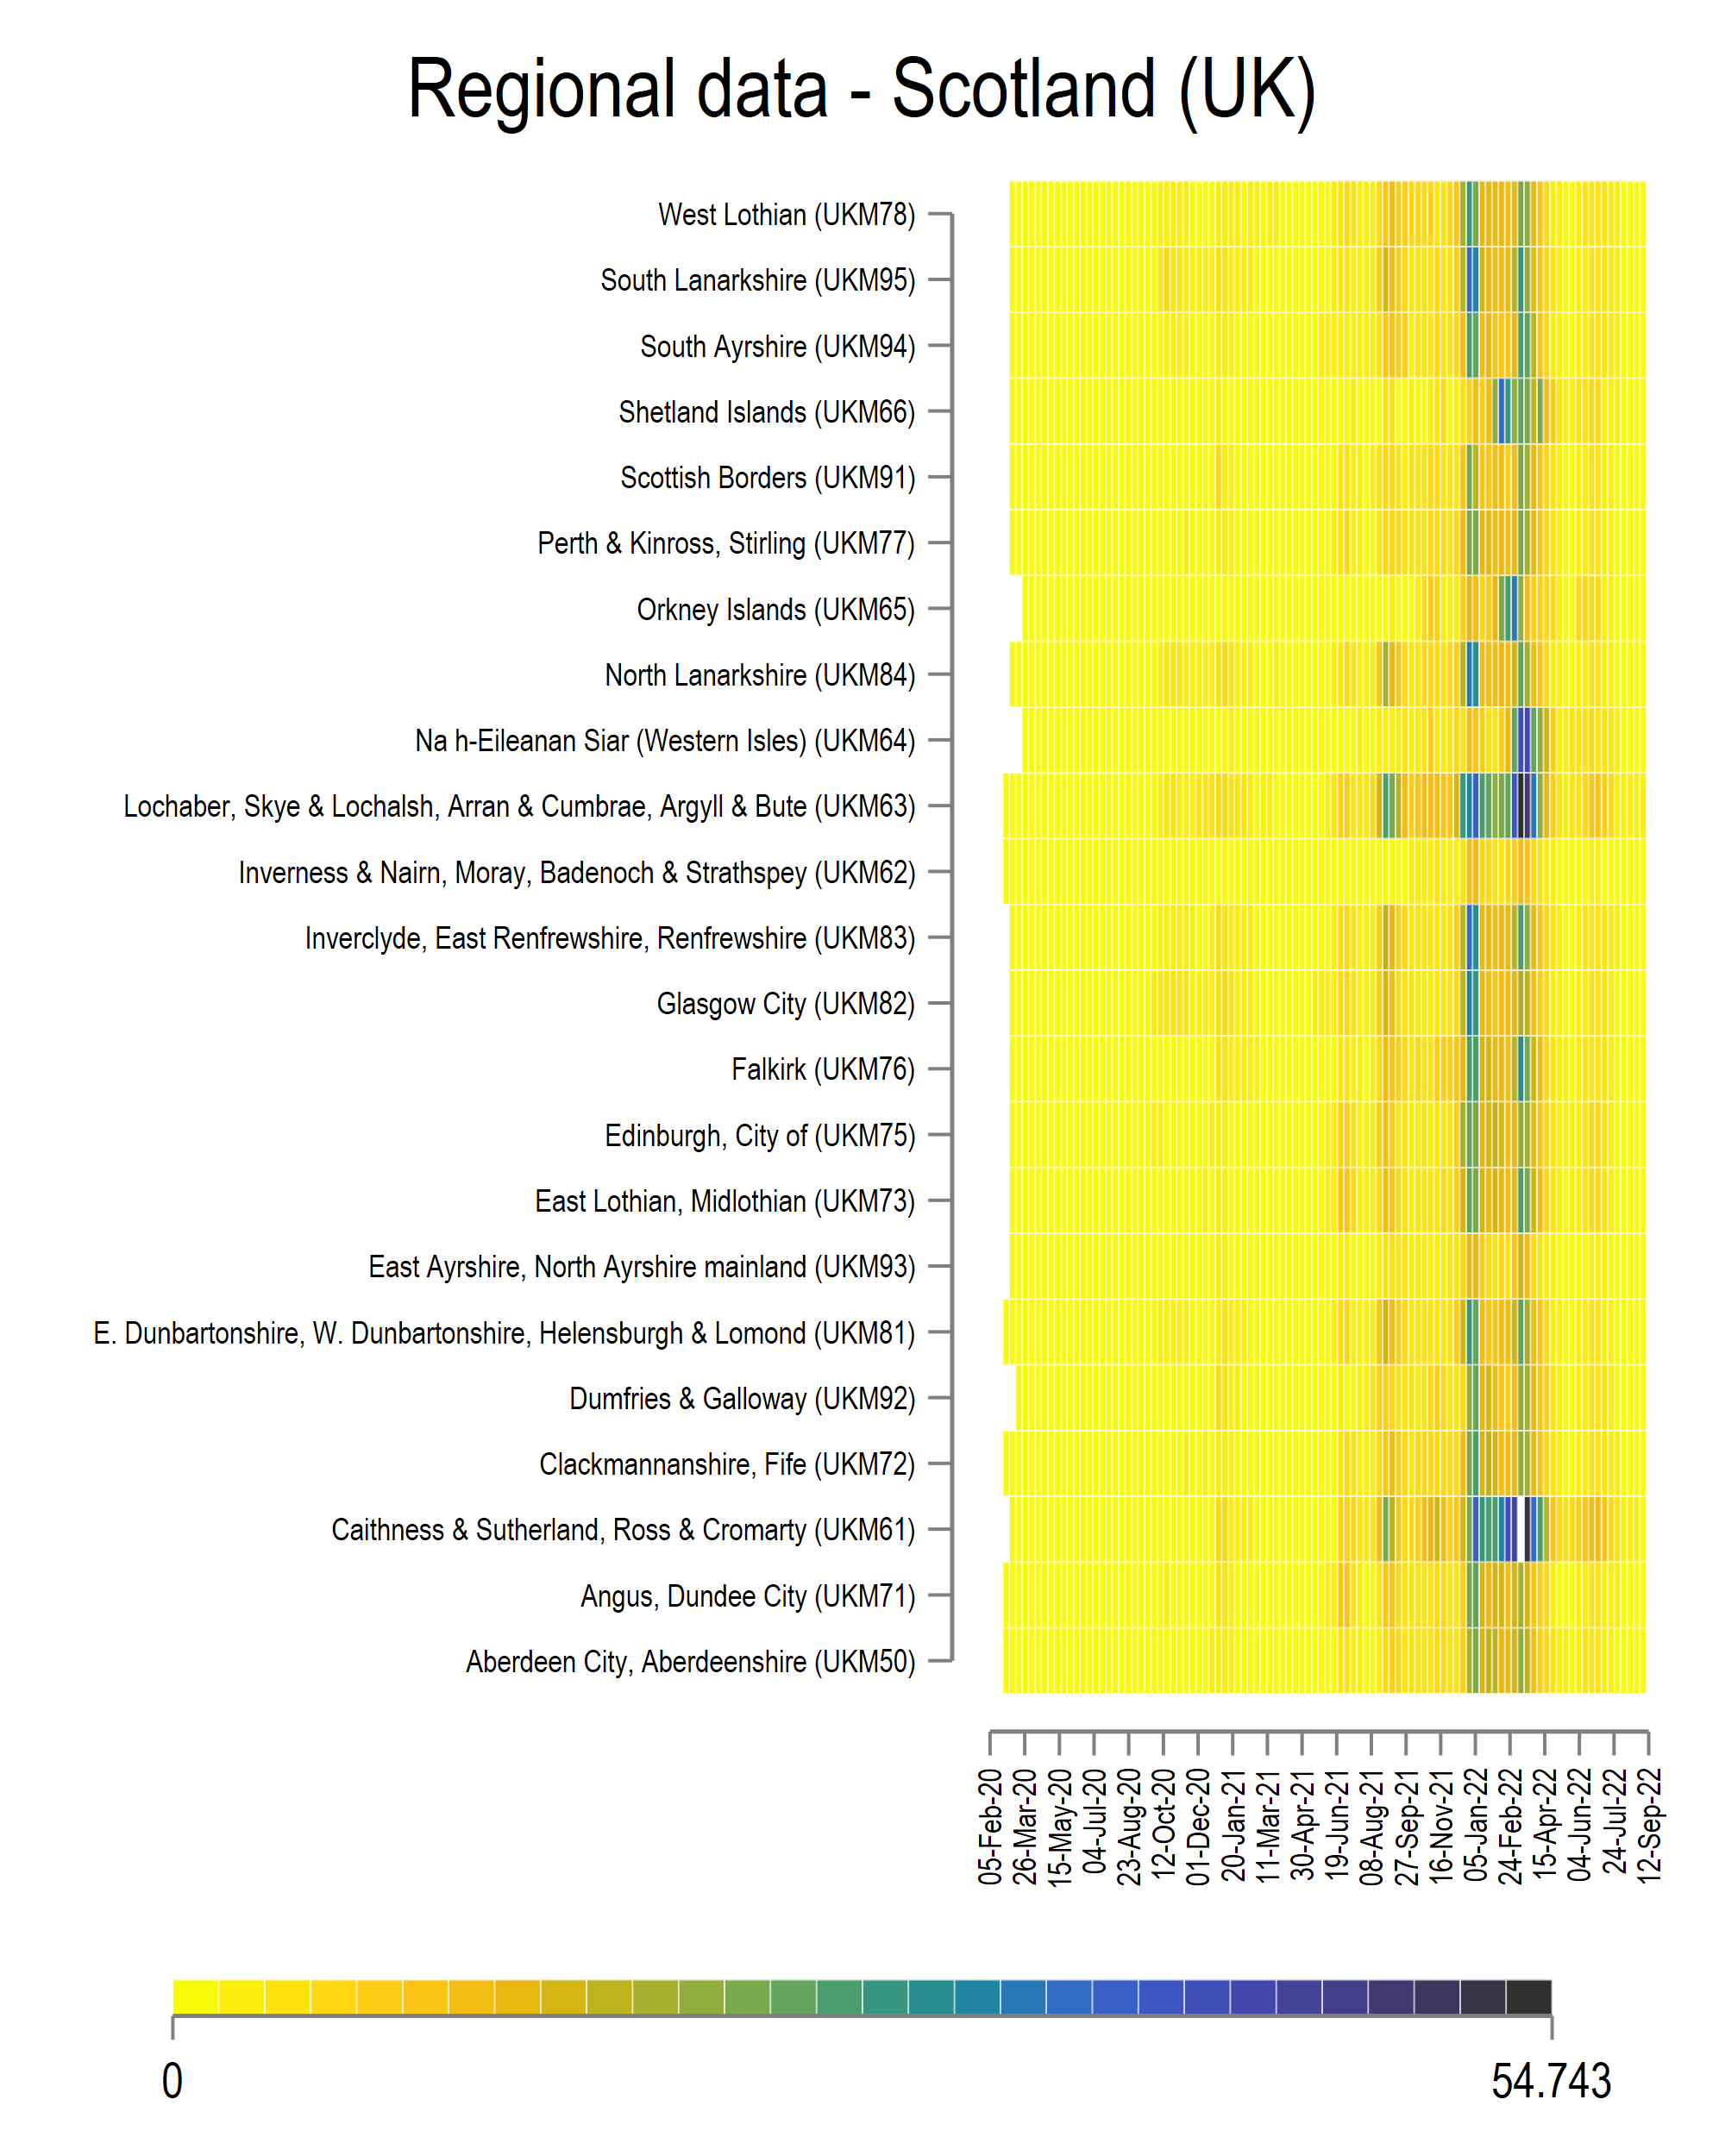 Regional data - Scotland (UK)
West Lothian (UKM78)
South Lanarkshire (UKM95)
South Ayrshire (UKM94)
Shetland Islands (UKM66)
Scottish Borders (UKM91)
Perth & Kinross, Stirling (UKM77)
Orkney Islands (UKM65)
North Lanarkshire (UKM84)
Na h-Eileanan Siar (Western Isles) (UKM64)
Lochaber, Skye & Lochalsh, Arran & Cumbrae, Argyll & Bute (UKM63)
Inverness & Nairn, Moray, Badenoch & Strathspey (UKM62)
Inverclyde, East Renfrewshire, Renfrewshire (UKM83)
Glasgow City (UKM82)
Falkirk (UKM76)
Edinburgh, City of (UKM75)
East Lothian, Midlothian (UKM73)
East Ayrshire, North Ayrshire mainland (UKM93)
E. Dunbartonshire, W. Dunbartonshire, Helensburgh & Lomond (UKM81)
Dumfries & Galloway (UKM92)
Clackmannanshire, Fife (UKM72)
Caithness & Sutherland, Ross & Cromarty (UKM61)
Angus, Dundee City (UKM71)
Aberdeen City, Aberdeenshire (UKM50)
05-Feb-20
26-Mar-20
15-May-20
04-Jul-20
23-Aug-20
12-Oct-20
01-Dec-20
20-Jan-21
11-Mar-21
30-Apr-21
19-Jun-21
08-Aug-21
27-Sep-21
16-Nov-21
05-Jan-22
24-Feb-22
15-Apr-22
04-Jun-22
24-Jul-22
12-Sep-22
0
54.743